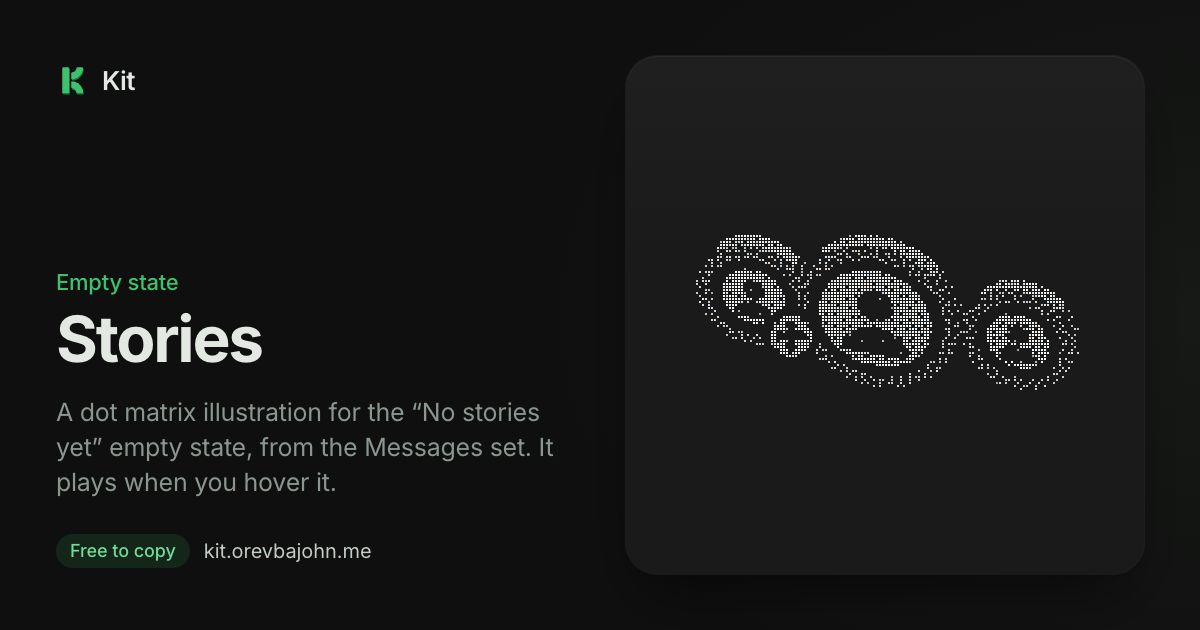 Kit
Empty state
Stories
A dot matrix illustration for the “No stories
yet” empty state, from the Messages set. It
plays when you hover it.
Free to copy
kit.orevbajohn.me